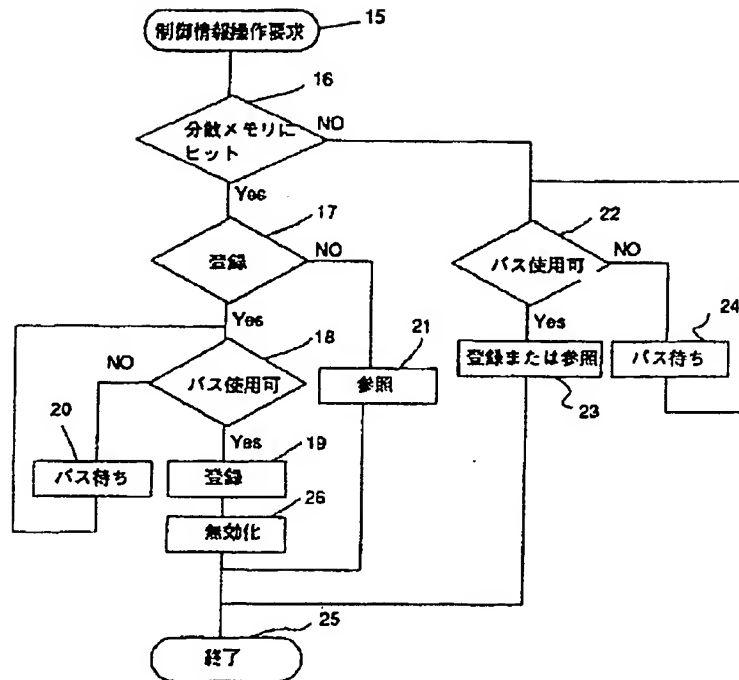 制御情報操作要求
15
16
分散メモリに
ヒット
NO
Yes
17
登録
NO
Yes
22
バス使用可
NO
Yes
18
バス使用可
NO
Yes
21
参照
登録または参照
23
24
バス待ち
20
バス待ち
19
登録
26
無効化
25
終了